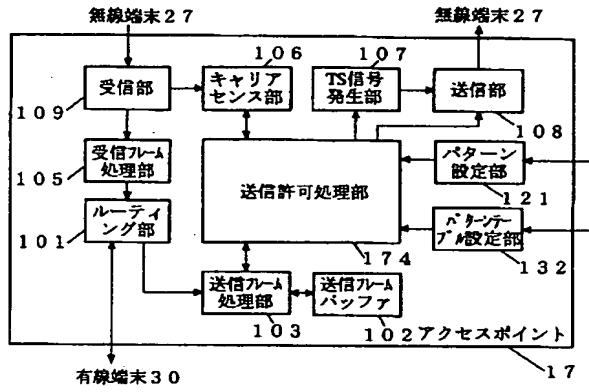 無線端末27
無線端末27
106
107
受信部
キャリア
センス部
TS信号
発生部
送信部
109
108
受信フレーム
処理部
送信許可処理部
パターン
設定部
105
121
ルーティ
ング部
パターンテー
ブル設定部
101
174
132
送信フレーム
処理部
送信フレーム
バッファ
103
102
アクセスポイント
有線端末30
17